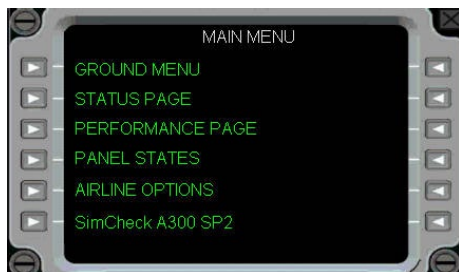 MAIN MENU
GROUND MENU
STATUS PAGE
PERFORMANCE PAGE
PANEL STATES
AIRLINE OPTIONS
SimCheck A300 SP2